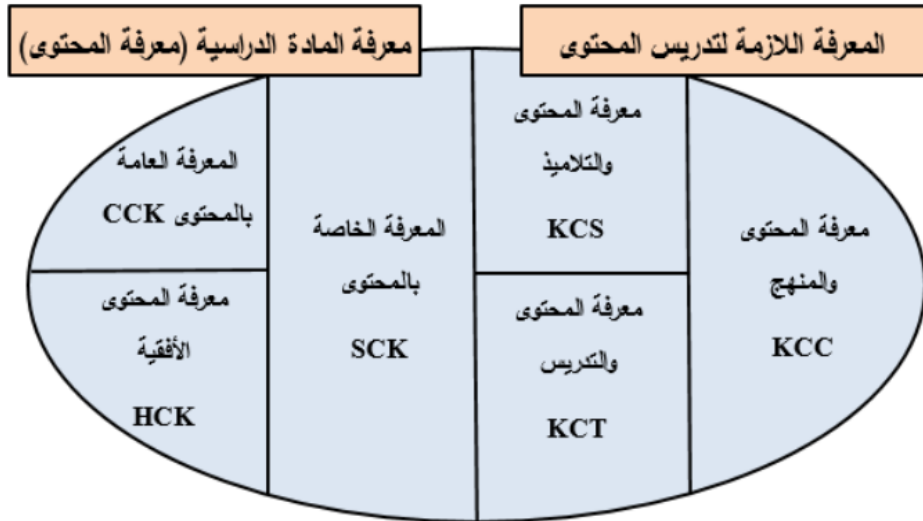 المعرفة اللازمة لتدريس المحتوى
معرفة المادة الدراسية (معرفة المحتوى)
معرفة المحتوى
والمنهج
KCC
معرفة المحتوى
والتلاميذ
KCS
معرفة المحتوى
والتدريس
KCT
المعرفة الخاصة
بالمحتوى
SCK
المعرفة العامة
بالمحتوى CCK
معرفة المحتوى
الأفقية
HCK